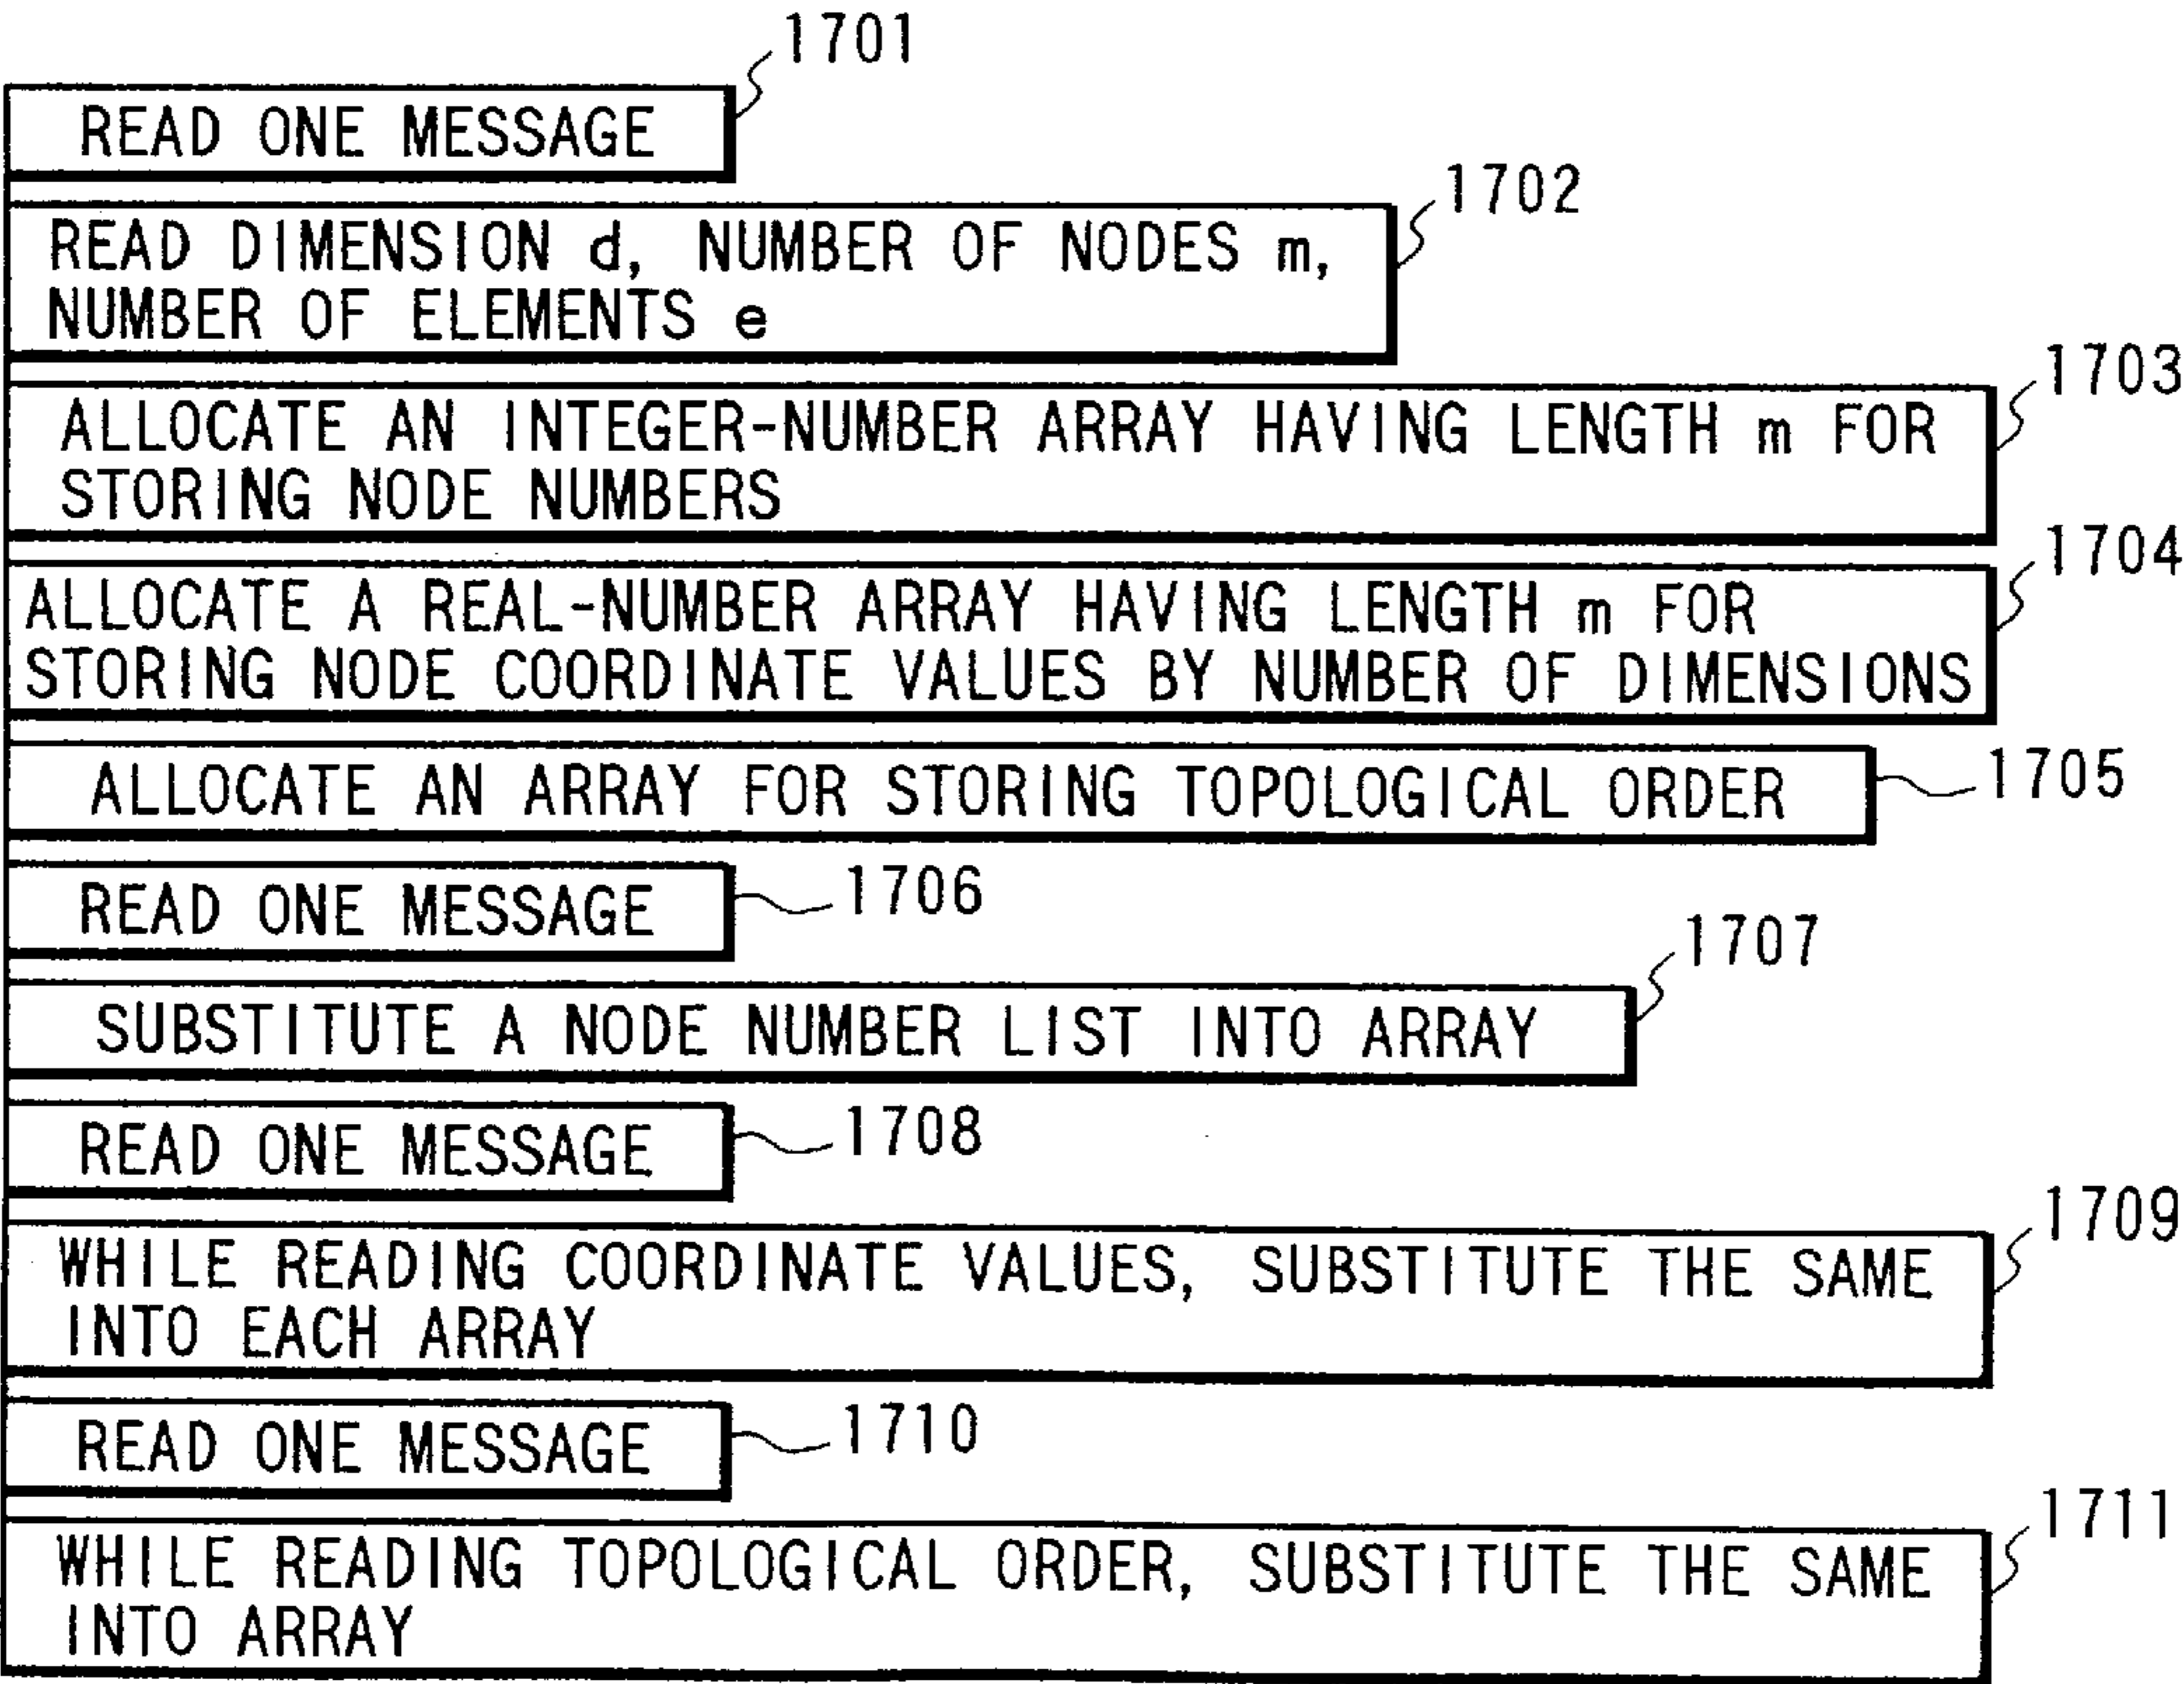 1701
READ ONE MESSAGE
1702
READ DIMENSION d, NUMBER OF NODES m,
NUMBER OF ELEMENTS e
1703
ALLOCATE AN INTEGER-NUMBER ARRAY HAVING LENGTH m FOR
STORING NODE NUMBERS
1704
ALLOCATE A REAL-NUMBER ARRAY HAVING LENGTH m FOR
STORING NODE COORDINATE VALUES BY NUMBER OF DIMENSIONS
ALLOCATE AN ARRAY FOR STORING TOPOLOGICAL ORDER
1705
READ ONE MESSAGE
1706
1707
SUBSTITUTE A NODE NUMBER LIST INTO ARRAY
READ ONE MESSAGE
1708
1709
WHILE READING COORDINATE VALUES, SUBSTITUTE THE SAME
INTO EACH ARRAY
READ ONE MESSAGE
1710
1711
WHILE READING TOPOLOGICAL ORDER, SUBSTITUTE THE SAME
INTO ARRAY